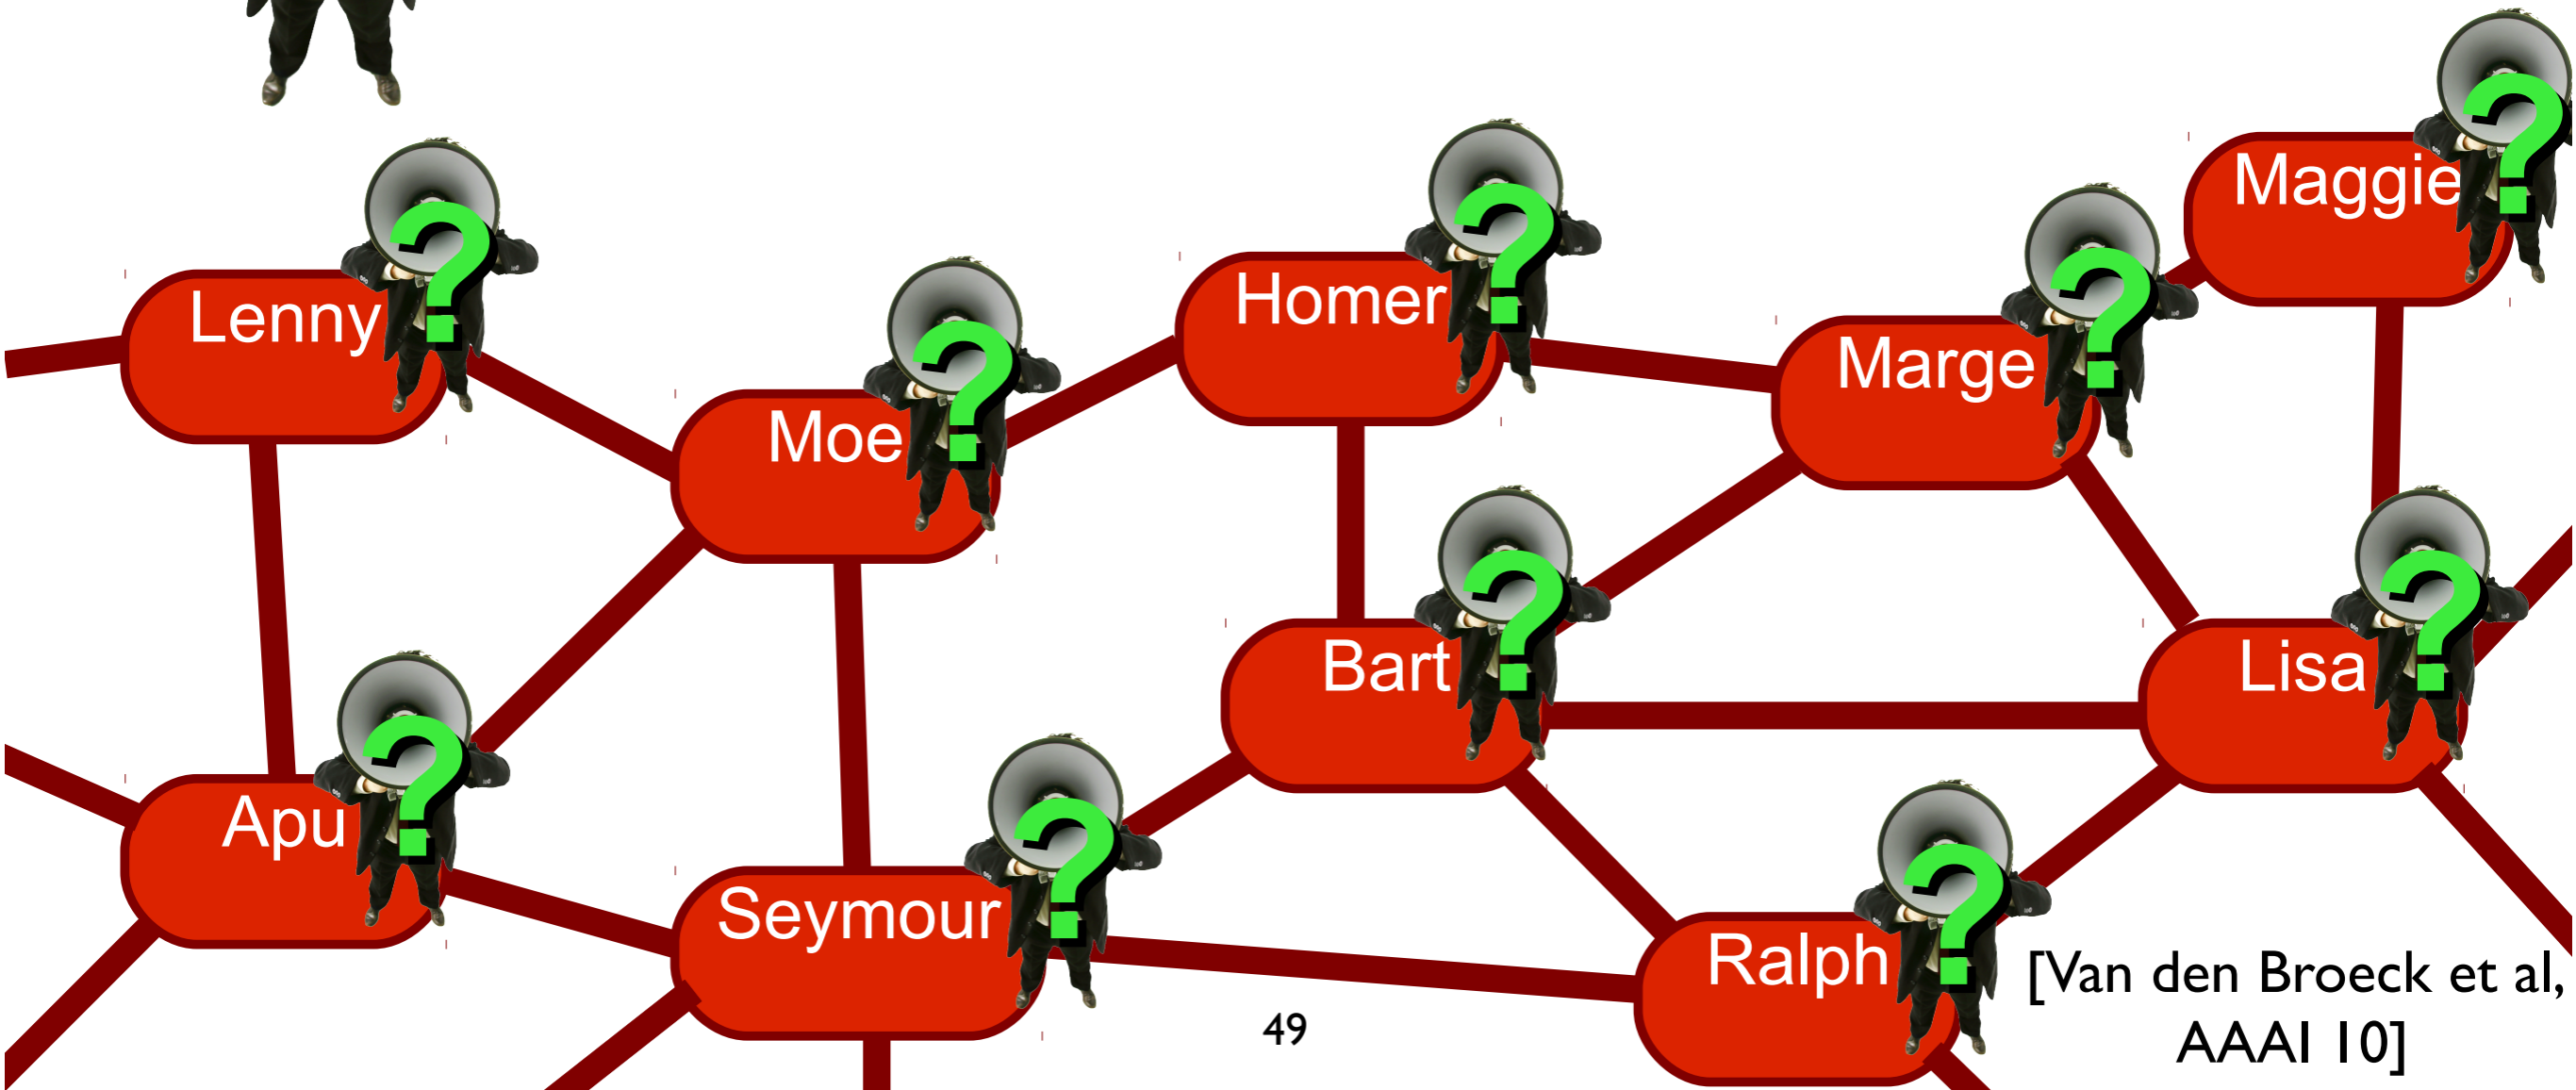 Maggie
?
Lenny
?
Homer
?
Marge
?
Moe
?
Bart
?
Lisa
?
Apu
?
Seymour
?
Ralph
?
[Van den Broeck et al,
AAAI 10]
49